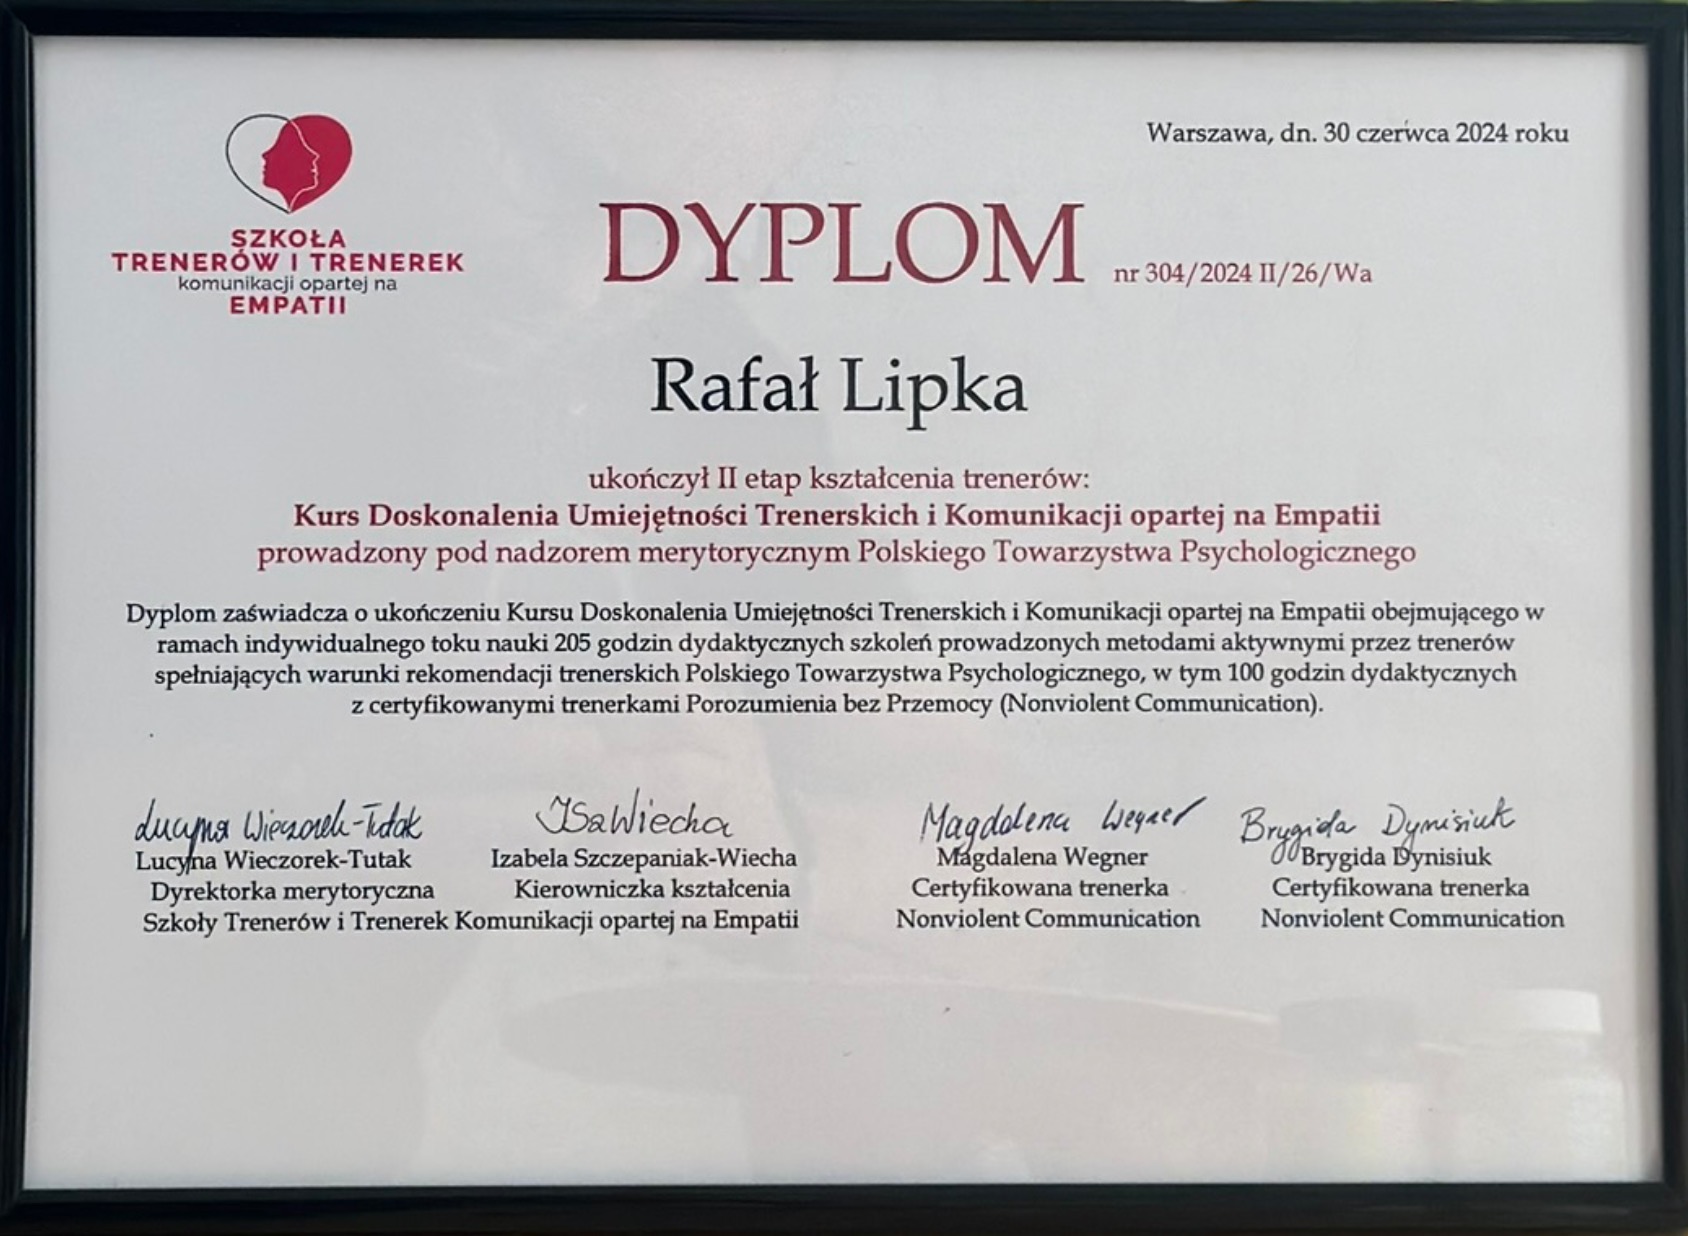 Warszawa, dn. 30 czerwca 2024 roku
SZKOŁA
TRENERÓW I TRENEREK
komunikacji opartej na
EMPATII
DYPLOM nr 304/2024 II/26/Wa
Rafał Lipka
ukończył II etap kształcenia trenerów:
Kurs Doskonalenia Umiejętności Trenerskich i Komunikacji opartej na Empatii
prowadzony pod nadzorem merytorycznym Polskiego Towarzystwa Psychologicznego
Dyplom zaświadcza o ukończeniu Kursu Doskonalenia Umiejętności Trenerskich i Komunikacji opartej na Empatii obejmującego w
ramach indywidualnego toku nauki 205 godzin dydaktycznych szkoleń prowadzonych metodami aktywnymi przez trenerów
spełniających warunki rekomendacji trenerskich Polskiego Towarzystwa Psychologicznego, w tym 100 godzin dydaktycznych
z certyfikowanymi trenerkami Porozumienia bez Przemocy (Nonviolent Communication).
Lucyna Wieczorek-Tutak ISaWiecha Magdalena Wegner Brygida Dynisiuk
Lucyna Wieczorek-Tutak Izabela Szczepaniak-Wiecha Magdalena Wegner Brygida Dynisiuk
Dyrektorka merytoryczna Kierowniczka kształcenia Certyfikowana trenerka Certyfikowana trenerka
Szkoły Trenerów i Trenerek Komunikacji opartej na Empatii Nonviolent Communication Nonviolent Communication